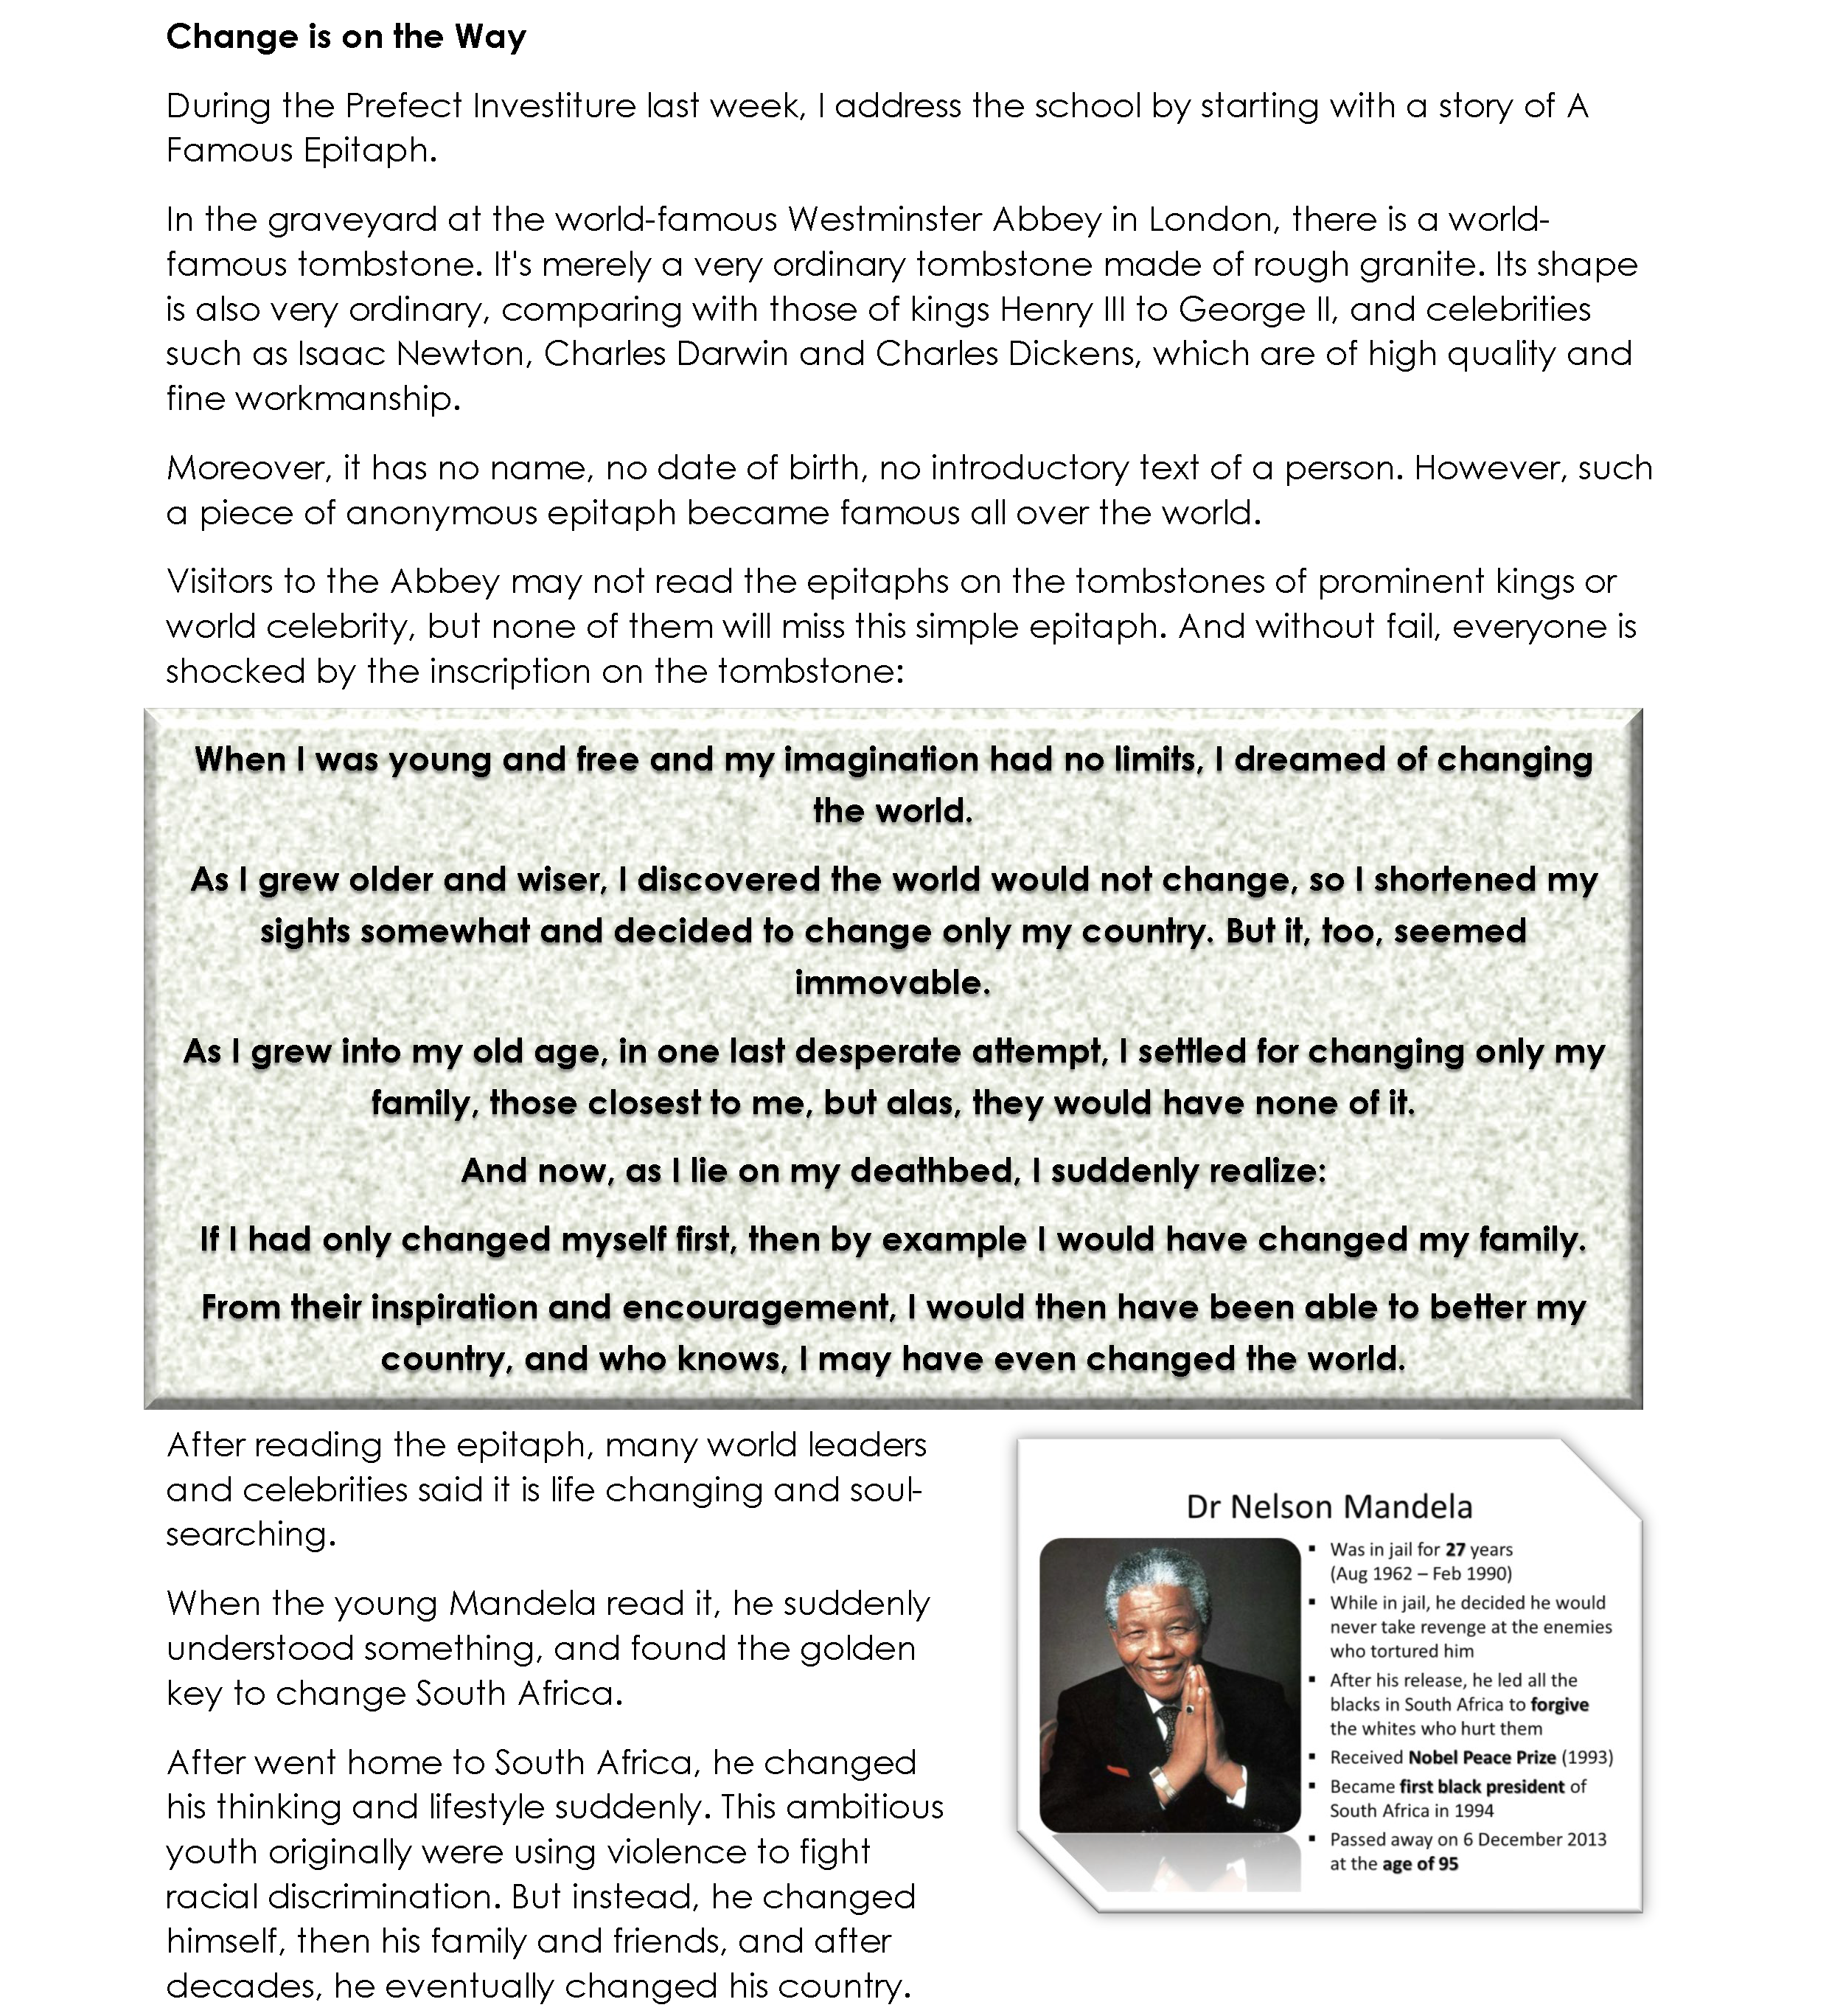 Change is on the Way
During the Prefect Investiture last week, I address the school by starting with a story of A
Famous Epitaph.
In the graveyard at the world-famous Westminster Abbey in London, there is a world-
famous tombstone. It's merely a very ordinary tombstone made of rough granite. Its shape
is also very ordinary, comparing with those of kings Henry III to George II, and celebrities
such as Isaac Newton, Charles Darwin and Charles Dickens, which are of high quality and
fine workmanship.
Moreover, it has no name, no date of birth, no introductory text of a person. However, such
a piece of anonymous epitaph became famous all over the world.
Visitors to the Abbey may not read the epitaphs on the tombstones of prominent kings or
world celebrity, but none of them will miss this simple epitaph. And without fail, everyone is
shocked by the inscription on the tombstone:
When I was young and free and my imagination had no limits, I dreamed of changing
the world.
As I grew older and wiser, I discovered the world would not change, so I shortened my
sights somewhat and decided to change only my country. But it, too, seemed
immovable.
As I grew into my old age, in one last desperate attempt, I settled for changing only my
family, those closest to me, but alas, they would have none of it.
And now, as I lie on my deathbed, I suddenly realize:
If I had only changed myself first, then by example I would have changed my family.
From their inspiration and encouragement, I would then have been able to better my
country, and who knows, I may have even changed the world.
After reading the epitaph, many world leaders
and celebrities said it is life changing and soul-
searching.
When the young Mandela read it, he suddenly
understood something, and found the golden
key to change South Africa.
After went home to South Africa, he changed
his thinking and lifestyle suddenly. This ambitious
youth originally were using violence to fight
racial discrimination. But instead, he changed
himself, then his family and friends, and after
decades, he eventually changed his country.
Dr Nelson Mandela
▪ Was in jail for 27 years
(Aug 1962 – Feb 1990)
▪ While in jail, he decided he would
never take revenge at the enemies
who tortured him
▪ After his release, he led all the
blacks in South Africa to forgive
the whites who hurt them
▪ Received Nobel Peace Prize (1993)
▪ Became first black president of
South Africa in 1994
▪ Passed away on 6 December 2013
at the age of 95